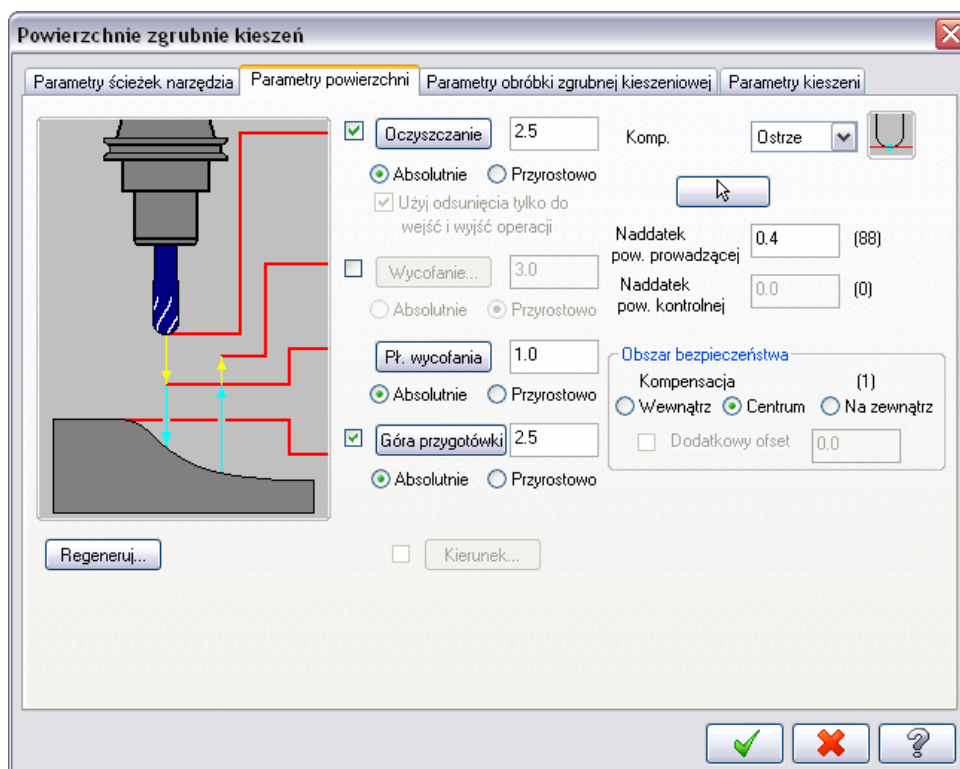 Powierzchnie zgrubnie kieszeń
Parametry ścieżek narzędzia
Parametry powierzchni
Parametry obróbki zgrubnej kieszeniowej
Parametry kieszeni
Oczyszczanie 2.5
Absolutnie Przyrostowo
Użyj odsunięcia tylko do
wejść i wyjść operacji
Wycofanie... 3.0
Absolutnie Przyrostowo
Pł. wycofania 1.0
Absolutnie Przyrostowo
Góra przygotówki 2.5
Absolutnie Przyrostowo
Komp. Ostrze
Naddatek
pow. prowadzącej 0.4 (88)
Naddatek
pow. kontrolnej 0.0 (0)
Obszar bezpieczeństwa
Kompensacja (1)
Wewnątrz Centrum Na zewnątrz
Dodatkowy ofset 0.0
Regeneruj...
Kierunek...